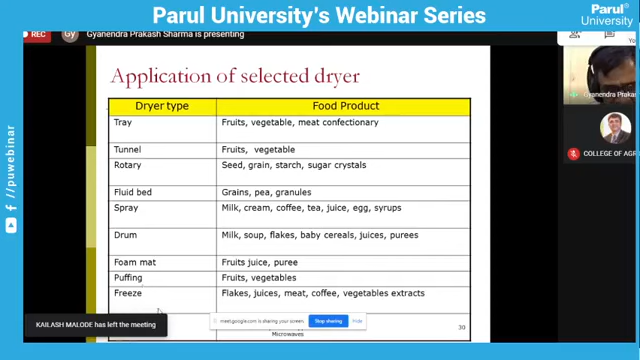 Parul University's Webinar Series
Parul®
University
REC
Gy
Gyanendra Prakash Sharma is presenting
Application of selected dryer
Dryer type
Food Product
Tray
Fruits, vegetable, meat confectionary
Tunnel
Fruits, vegetable
Rotary
Seed, grain, starch, sugar crystals
Fluid bed
Grains, pea, granules
Spray
Milk, cream, coffee, tea, juice, egg, syrups
Drum
Milk, soup, flakes, baby cereals, juices, purees
Foam mat
Fruits juice, puree
Puffing
Fruits, vegetables
Freeze
Flakes, juices, meat, coffee, vegetables extracts
30
Microwaves
meet.google.com is sharing your screen.
Stop sharing
Hide
KAILASH MALODE has left the meeting
Gyanendra Prakas
COLLEGE OF AGR
/puwebinar